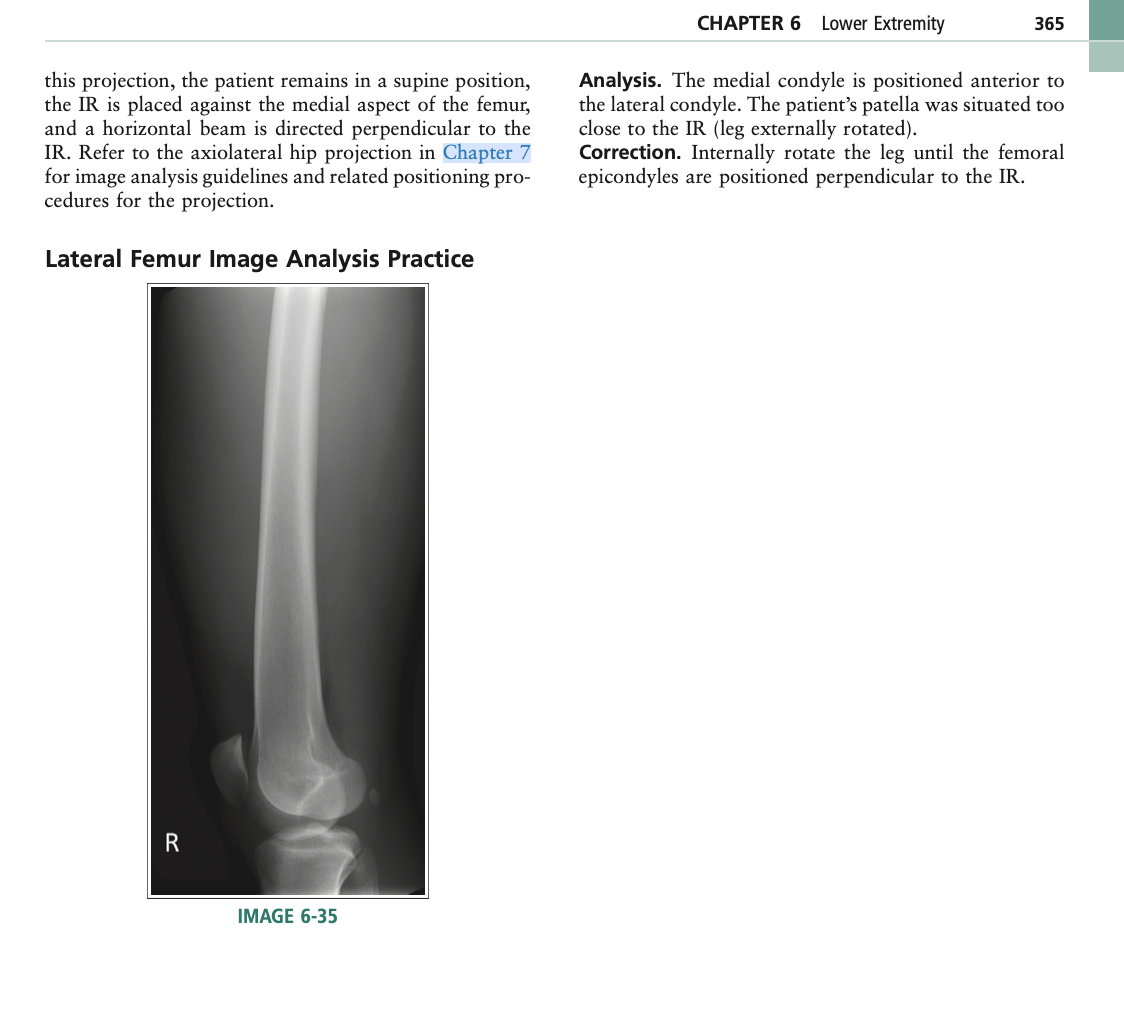 CHAPTER 6 Lower Extremity 365
this projection, the patient remains in a supine position,
the IR is placed against the medial aspect of the femur,
and a horizontal beam is directed perpendicular to the
IR. Refer to the axiolateral hip projection in Chapter 7
for image analysis guidelines and related positioning pro-
cedures for the projection.
Lateral Femur Image Analysis Practice
R
IMAGE 6-35
Analysis. The medial condyle is positioned anterior to
the lateral condyle. The patient’s patella was situated too
close to the IR (leg externally rotated).
Correction. Internally rotate the leg until the femoral
epicondyles are positioned perpendicular to the IR.